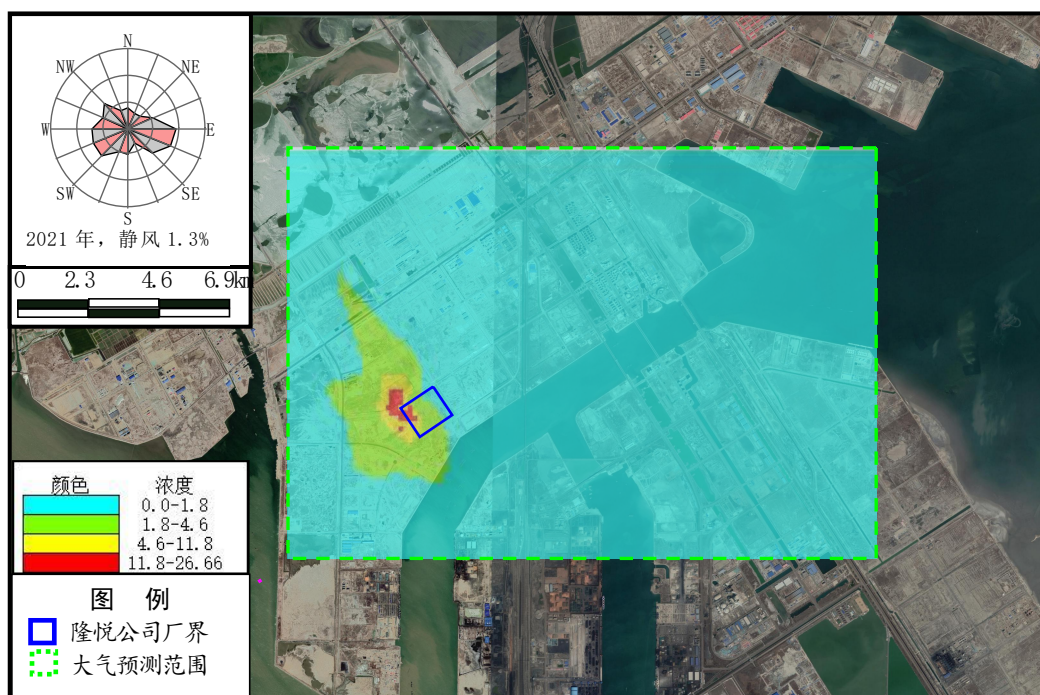 N
NW
NE
W
E
SW
SE
S
2021 年，静风 1.3%
0 2.3 4.6 6.9km
颜色 浓度
0.0-1.8
1.8-4.6
4.6-11.8
11.8-26.66
图 例
隆悦公司厂界
大气预测范围